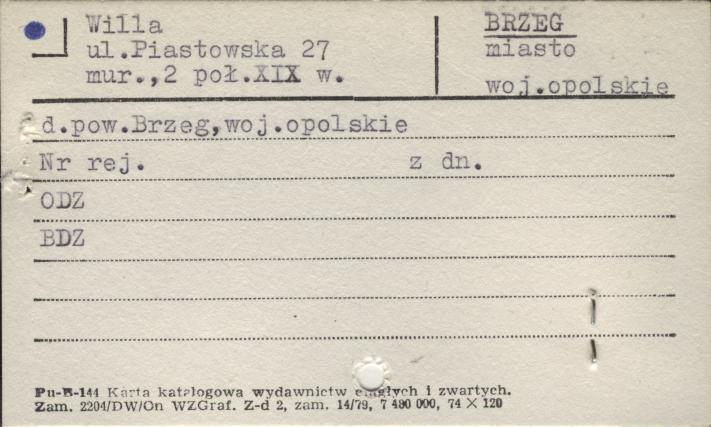 Willa
ul.Piastowska 27
mur.,2 poł.XIX w.
BRZEG
miasto
woj.opolskie
d.pow.Brzeg,woj.opolskie
Nr rej. z dn.
ODZ
BDZ
Pu-B-144 Karta katalogowa wydawnictw ciągłych i zwartych.
Zam. 2204/DW/On WZGraf. Z-d 2, zam. 14/79, 7 480 000, 74 × 120